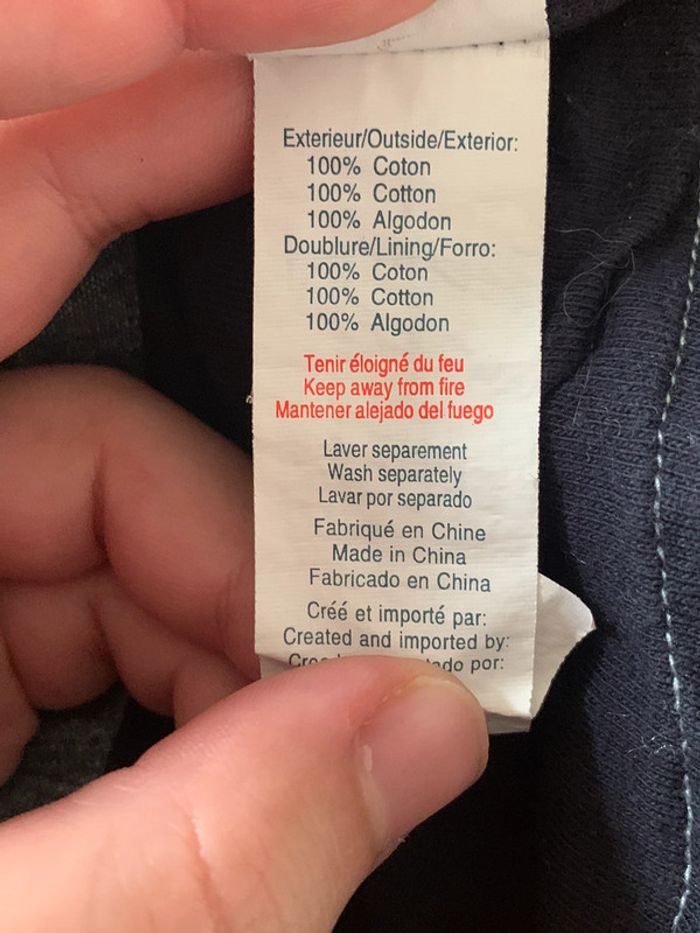 Exterieur/Outside/Exterior:
100% Coton
100% Cotton
100% Algodon
Doublure/Lining/Forro:
100% Coton
100% Cotton
100% Algodon
Tenir éloigné du feu
Keep away from fire
Mantener alejado del fuego
Laver separement
Wash separately
Lavar por separado
Fabriqué en Chine
Made in China
Fabricado en China
Créé et importé par:
Created and imported by:
por: